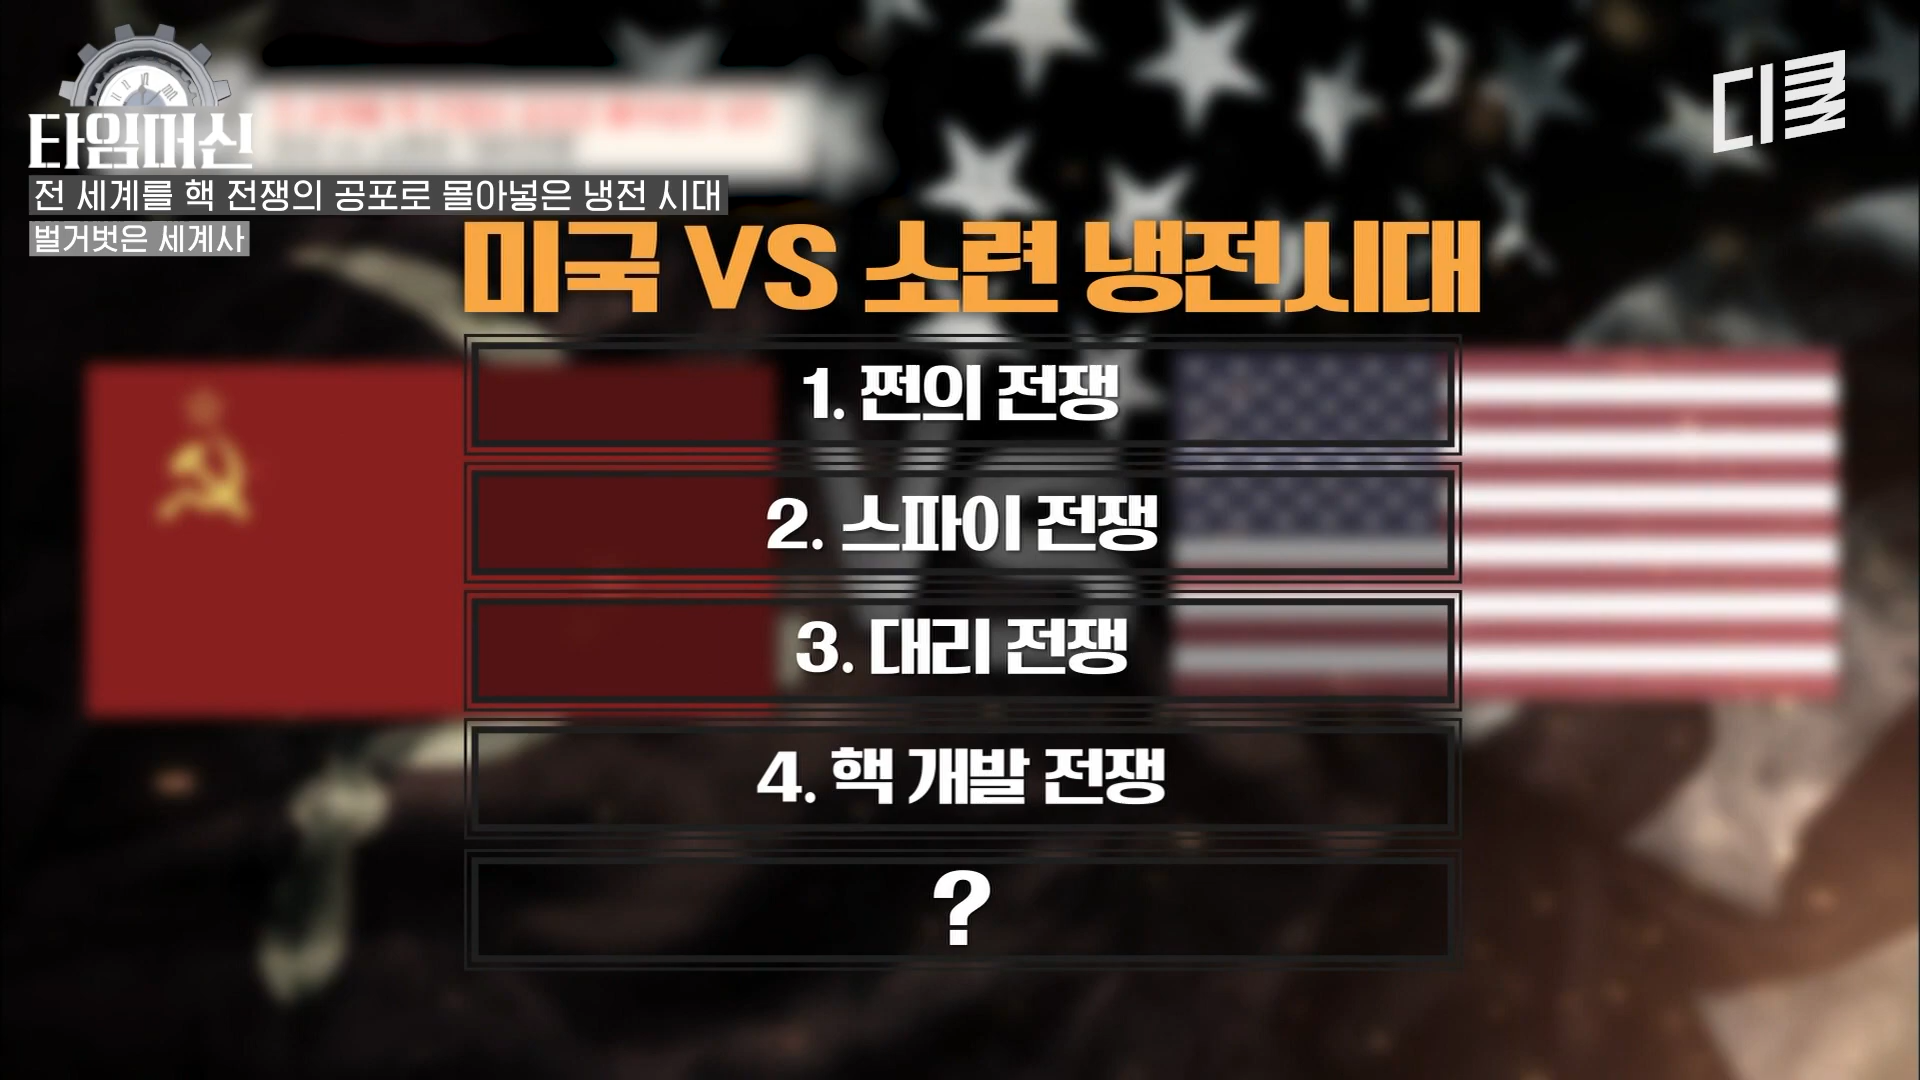 타임머신
디글
전 세계를 핵 전쟁의 공포로 몰아넣은 냉전 시대
벌거벗은 세계사
미국 VS 소련 냉전시대
1. 쩐의 전쟁
2. 스파이 전쟁
3. 대리 전쟁
4. 핵 개발 전쟁
?
VS